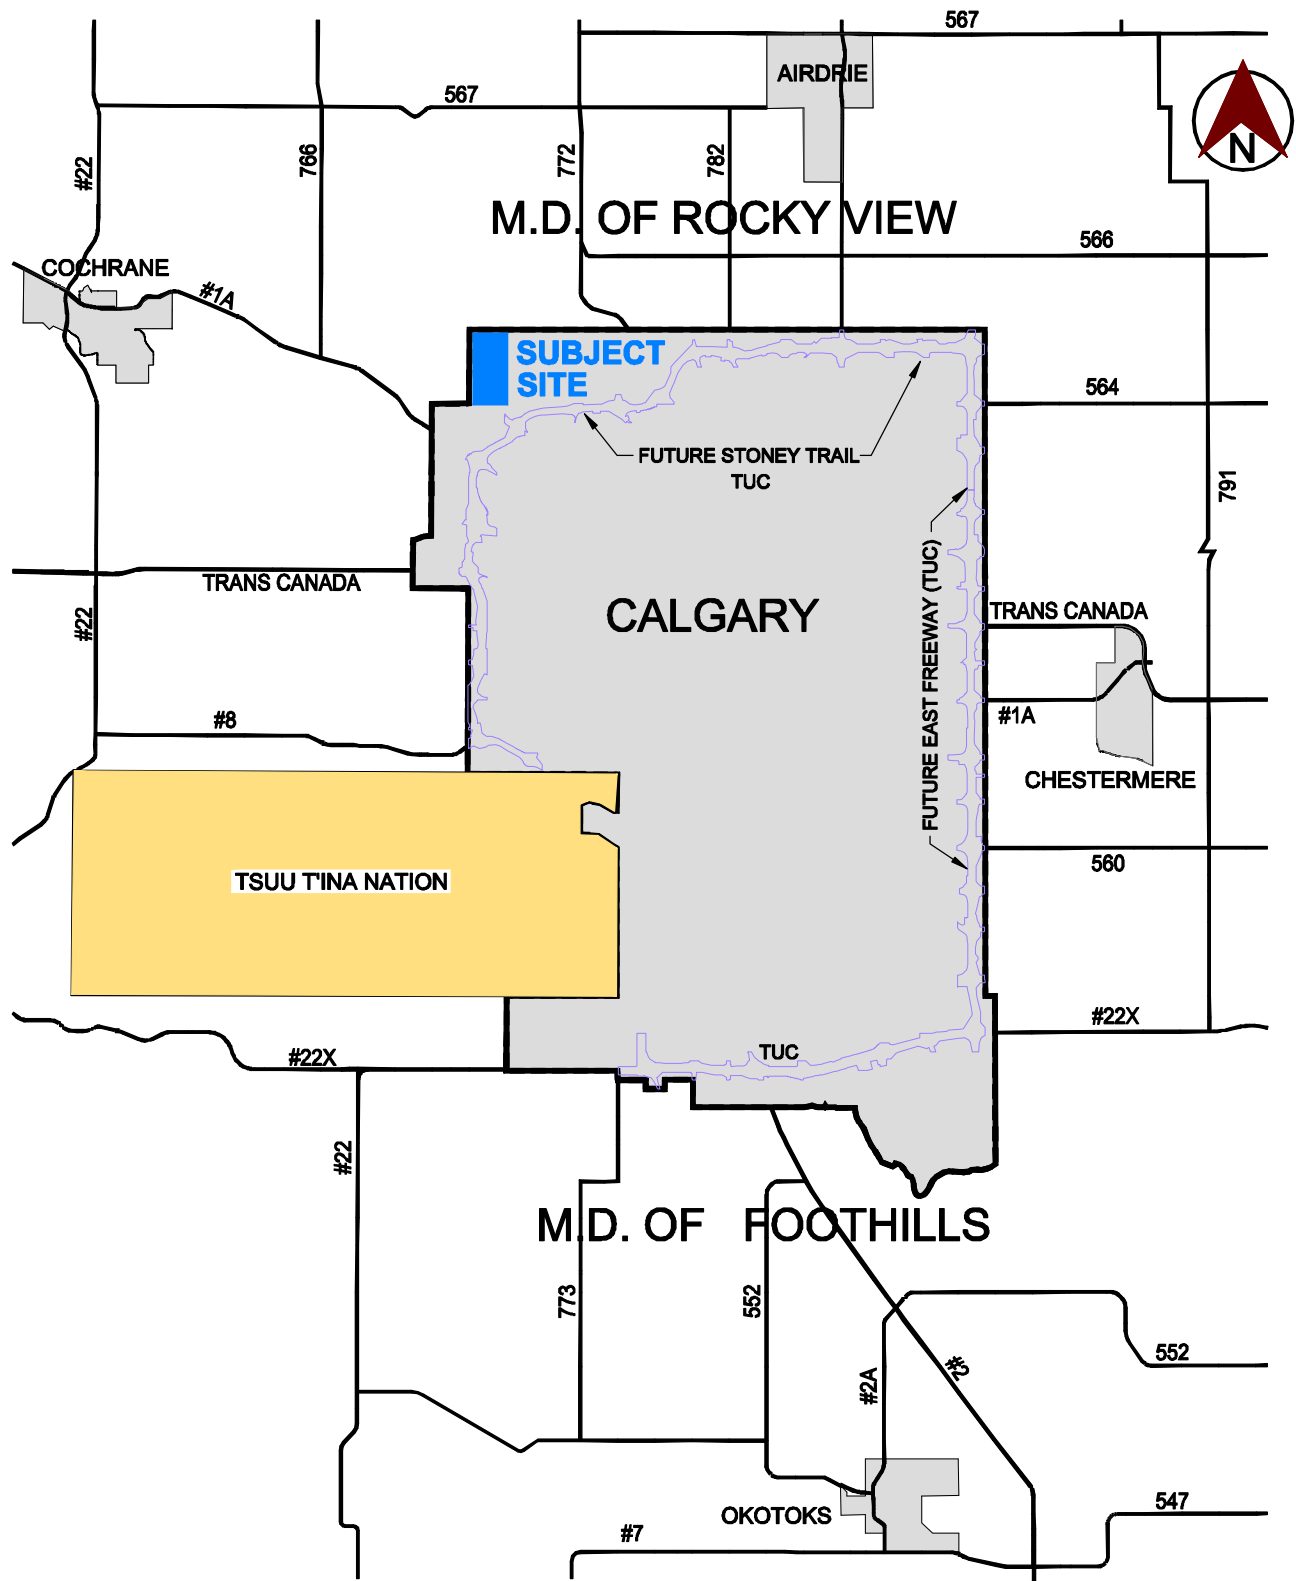 567
AIRDRIE
567
N
#22
766
772
782
M.D. OF ROCKY VIEW
566
COCHRANE
#1A
SUBJECT
SITE
564
FUTURE STONEY TRAIL
TUC
791
TRANS CANADA
FUTURE EAST FREEWAY (TUC)
CALGARY
TRANS CANADA
#22
#8
#1A
CHESTERMERE
560
TSUU T'INA NATION
#22X
TUC
#22X
#22
M.D. OF FOOTHILLS
773
552
552
#2
#2A
547
OKOTOKS
#7